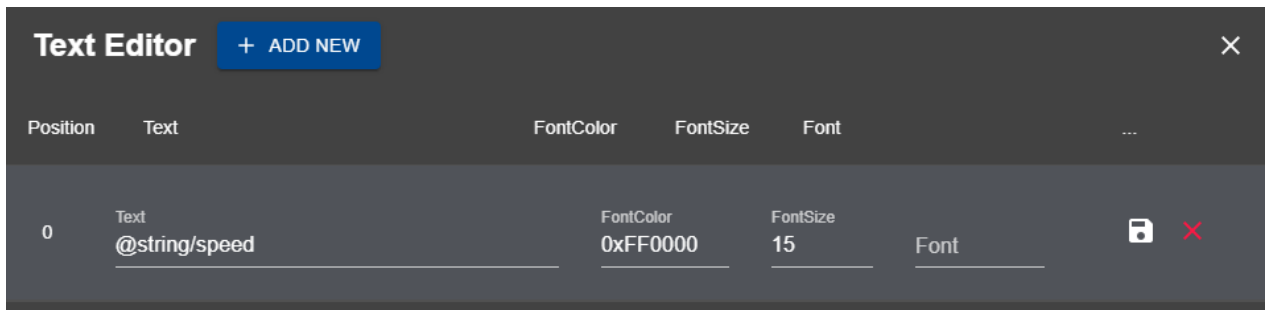 Text Editor + ADD NEW ×
Position Text FontColor FontSize Font ...
Text FontColor FontSize
0 @string/speed 0xFF0000 15 Font